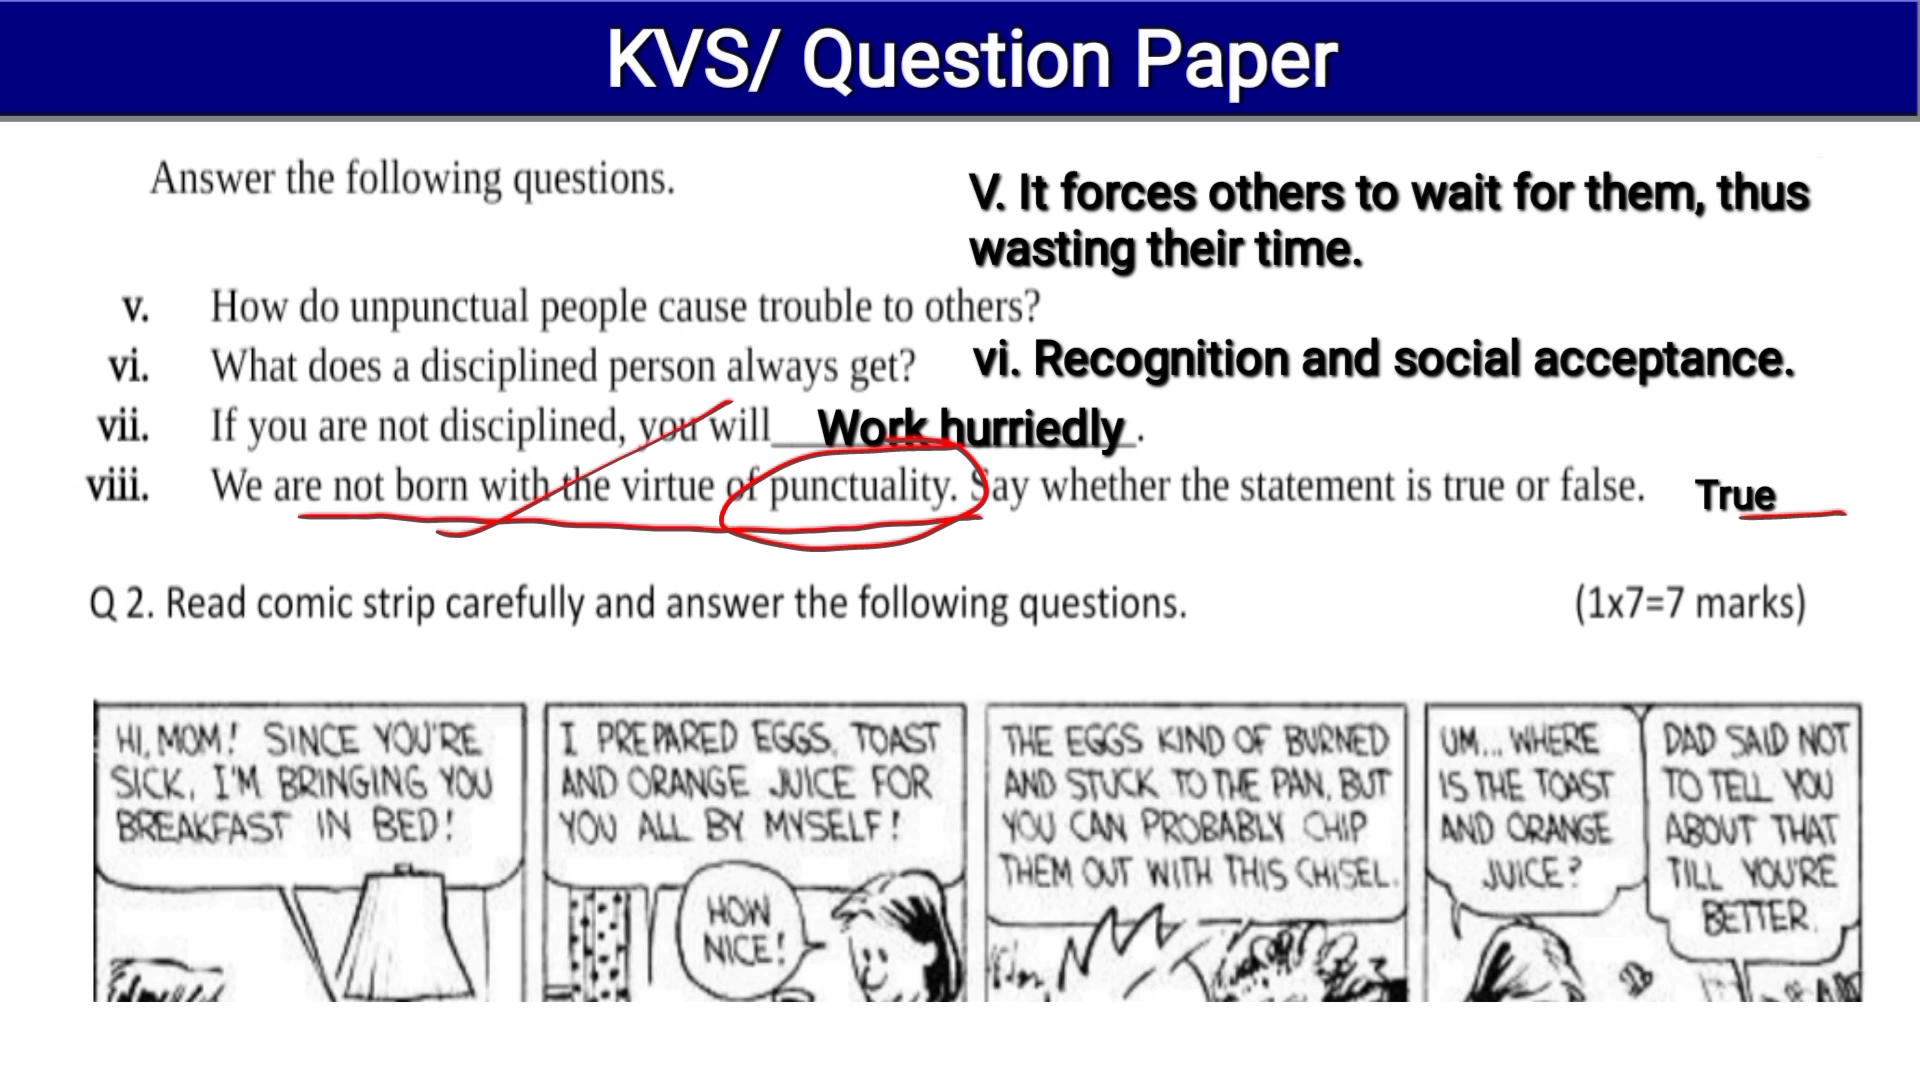 KVS/ Question Paper
Answer the following questions.
V. It forces others to wait for them, thus
wasting their time.
v. How do unpunctual people cause trouble to others?
vi. What does a disciplined person always get?
vi. Recognition and social acceptance.
vii. If you are not disciplined, you will Work hurriedly.
viii. We are not born with the virtue of punctuality. Say whether the statement is true or false. True
Q 2. Read comic strip carefully and answer the following questions. (1x7=7 marks)
HI, MOM! SINCE YOU'RE
SICK, I'M BRINGING YOU
BREAKFAST IN BED!
I PREPARED EGGS, TOAST
AND ORANGE JUICE FOR
YOU ALL BY MYSELF!
HOW
NICE!
THE EGGS KIND OF BURNED
AND STUCK TO THE PAN, BUT
YOU CAN PROBABLY CHIP
THEM OUT WITH THIS CHISEL.
UM... WHERE
IS THE TOAST
AND ORANGE
JUICE?
DAD SAID NOT
TO TELL YOU
ABOUT THAT
TILL YOU'RE
BETTER.